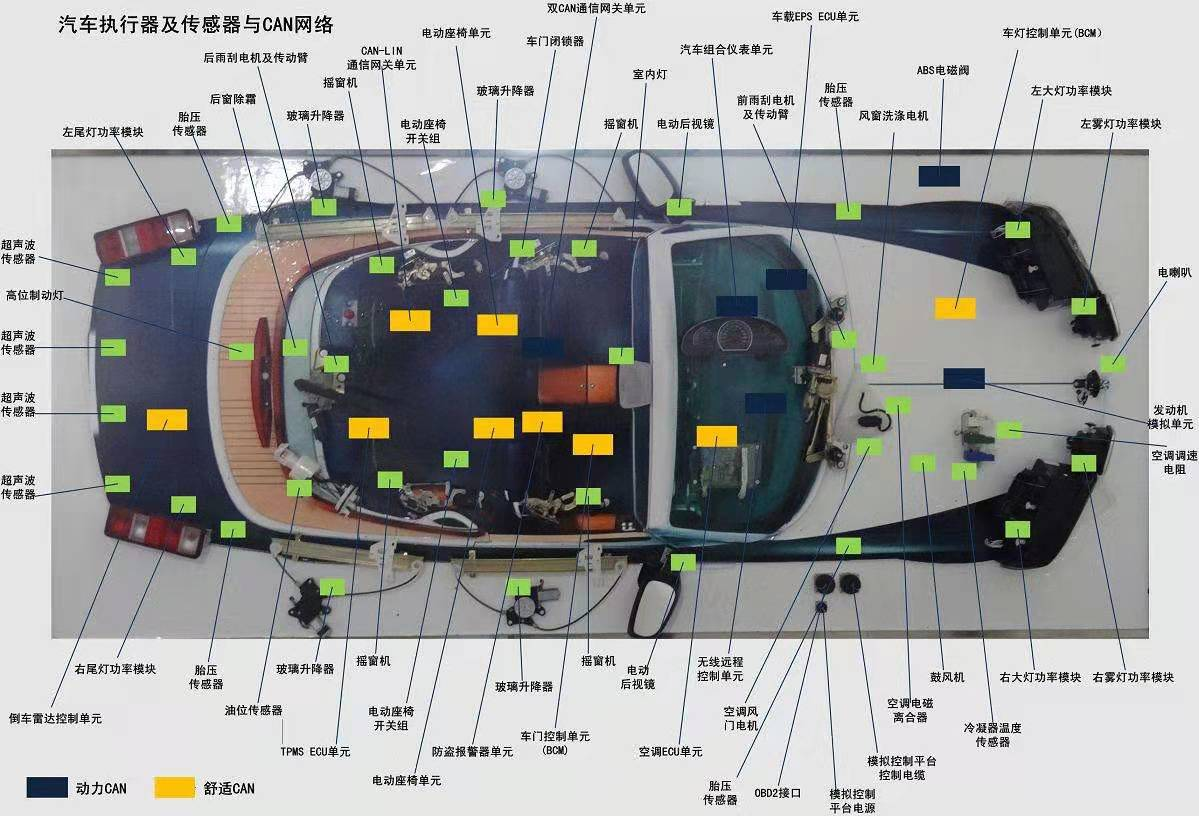 汽车执行器及传感器与CAN网络
双CAN通信网关单元
电动座椅单元
车门闭锁器
车载EPS ECU单元
车灯控制单元(BCM)
CAN-LIN
通信网关单元
后雨刮电机及传动臂
汽车组合仪表单元
室内灯
ABS电磁阀
摇窗机
玻璃升降器
后窗除霜
胎压
传感器
左大灯功率模块
前雨刮电机
及传动臂
胎压
传感器
玻璃升降器
电动座椅
开关组
摇窗机
电动后视镜
风窗洗涤电机
左雾灯功率模块
左尾灯功率模块
超声波
传感器
电喇叭
高位制动灯
超声波
传感器
超声波
传感器
发动机
模拟单元
空调调速
电阻
超声波
传感器
右尾灯功率模块
胎压
传感器
玻璃升降器
摇窗机
玻璃升降器
摇窗机
电动
后视镜
无线远程
控制单元
鼓风机
右大灯功率模块
右雾灯功率模块
倒车雷达控制单元
油位传感器
电动座椅
开关组
空调风
门电机
空调电磁
离合器
冷凝器温度
传感器
TPMS ECU单元
防盗报警器单元
车门控制单元
(BCM)
空调ECU单元
电动座椅单元
模拟控制平台
控制电缆
胎压
传感器
OBD2接口
模拟控制
平台电源
动力CAN
舒适CAN